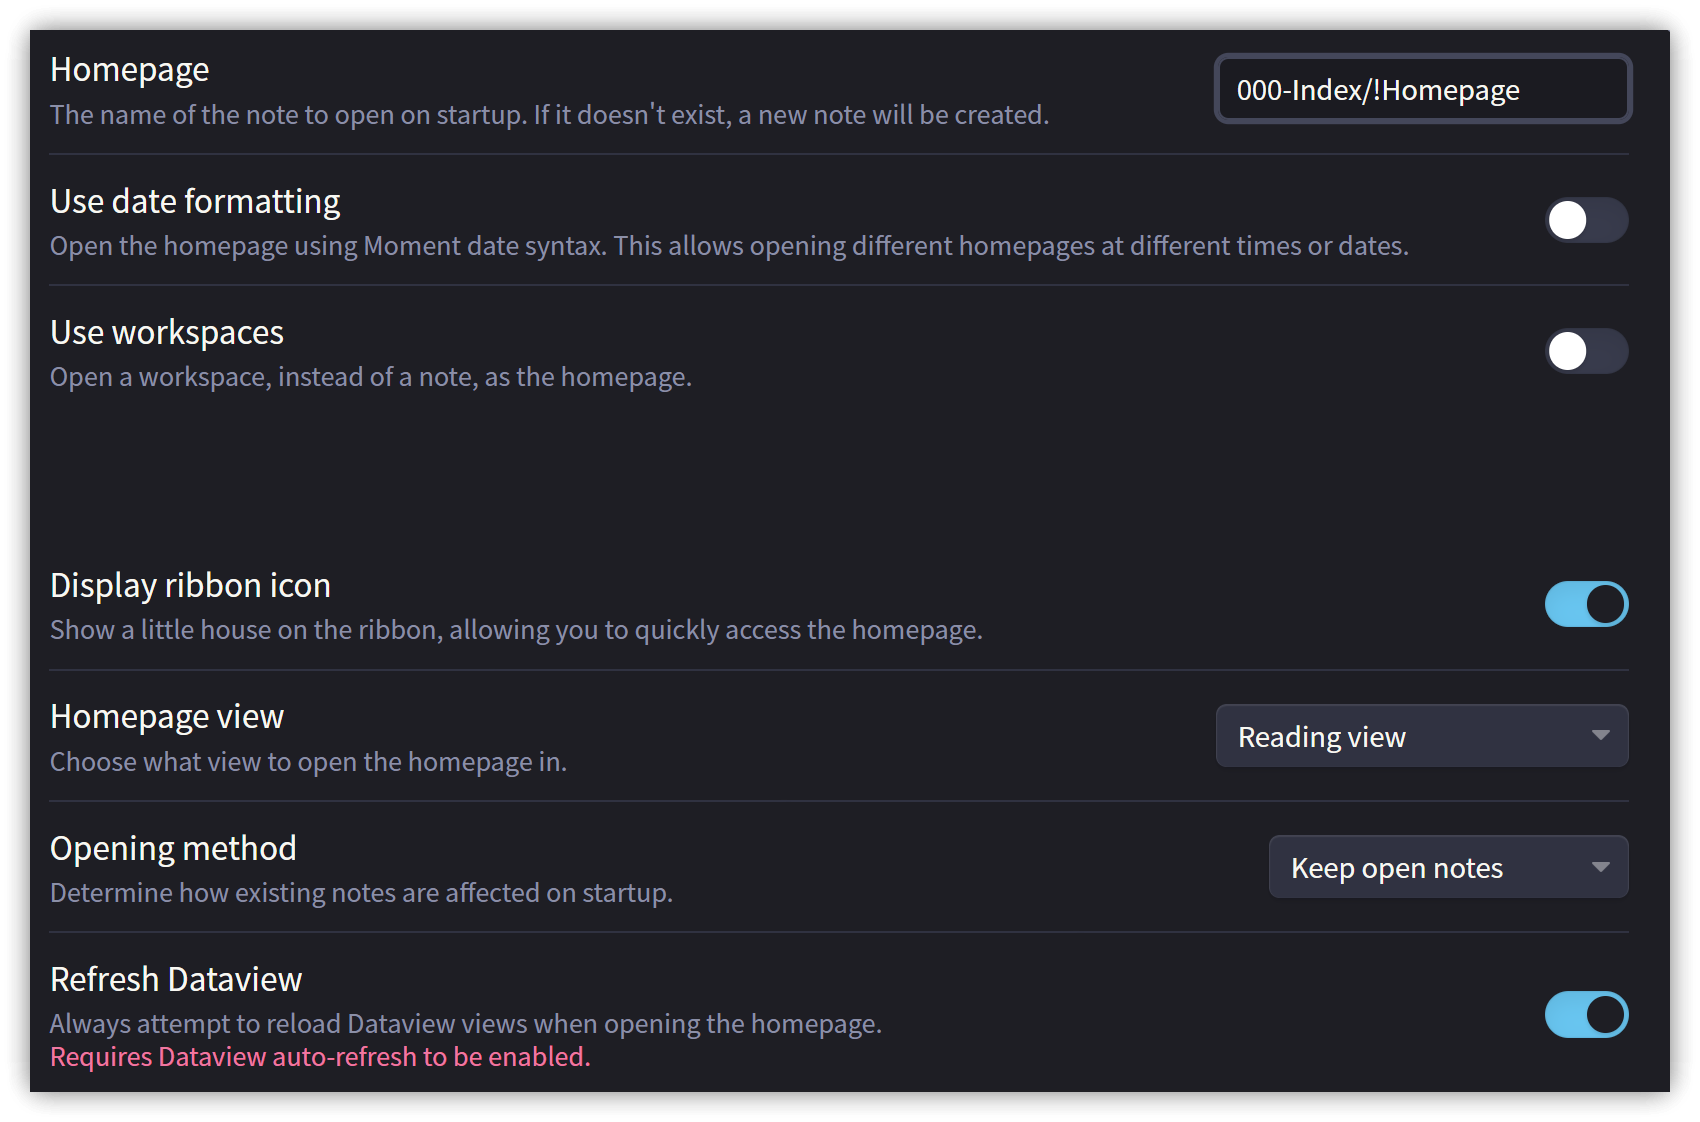 Homepage
The name of the note to open on startup. If it doesn't exist, a new note will be created.
000-Index/!Homepage
Use date formatting
Open the homepage using Moment date syntax. This allows opening different homepages at different times or dates.
Use workspaces
Open a workspace, instead of a note, as the homepage.
Display ribbon icon
Show a little house on the ribbon, allowing you to quickly access the homepage.
Homepage view
Choose what view to open the homepage in.
Reading view
Opening method
Determine how existing notes are affected on startup.
Keep open notes
Refresh Dataview
Always attempt to reload Dataview views when opening the homepage.
Requires Dataview auto-refresh to be enabled.